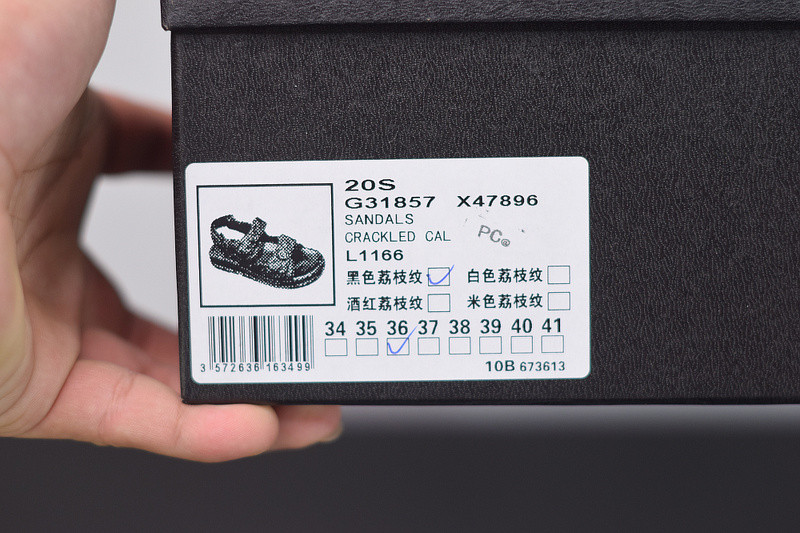 20S
G31857 X47896
SANDALS
CRACKLED CAL
PC
L1166
黑色荔枝纹 白色荔枝纹
酒红荔枝纹 米色荔枝纹
34 35 36 37 38 39 40 41
3 572636 163499
10B 673613